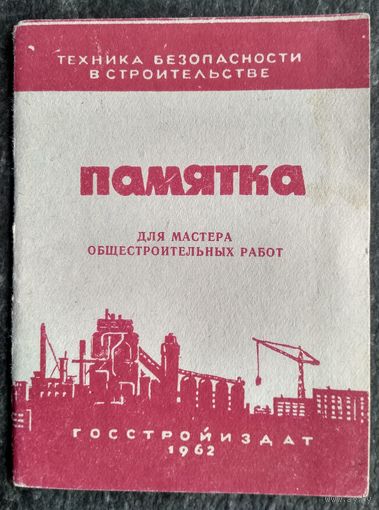 ТЕХНИКА БЕЗОПАСНОСТИ
В СТРОИТЕЛЬСТВЕ
ПАМЯТКА
ДЛЯ МАСТЕРА
ОБЩЕСТРОИТЕЛЬНЫХ РАБОТ
ГОССТРОЙИЗДАТ
1962